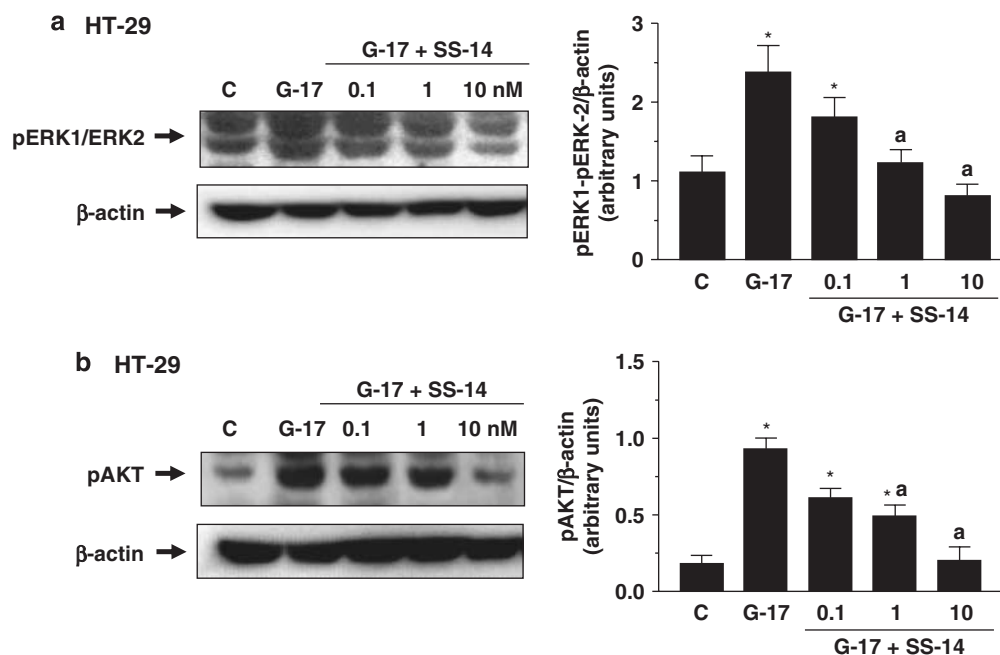 a HT-29
G-17 + SS-14
C G-17 0.1 1 10 nM
pERK1/ERK2
β-actin
pERK1-pERK-2/β-actin
(arbitrary units)
3
2
1
0
*
*
a
a
C G-17 0.1 1 10
G-17 + SS-14
b HT-29
G-17 + SS-14
C G-17 0.1 1 10 nM
pAKT
β-actin
pAKT/β-actin
(arbitrary units)
1.5
1.0
0.5
0.0
*
*
* a
a
C G-17 0.1 1 10
G-17 + SS-14